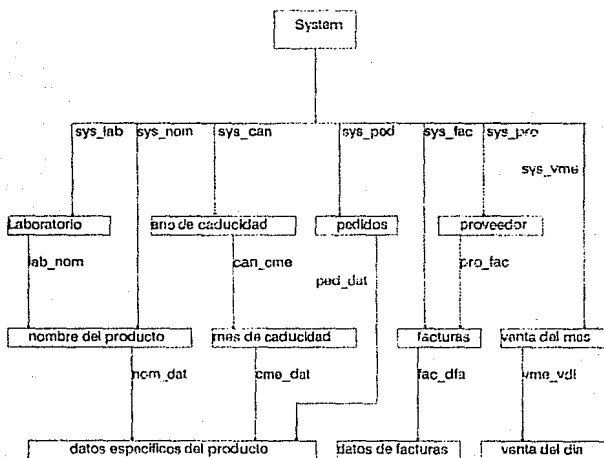 System
sys_lab sys_nom sys_can sys_ped sys_fac sys_pro
sys_vme
Laboratorio ano de caducidad pedidos proveedor
lab_nom can_cme ped_dat pro_fac
nombre del producto mes de caducidad facturas venta del mes
nom_dat cme_dat fac_dfa vme_vdi
datos especificos del producto datos de facturas venta del dia